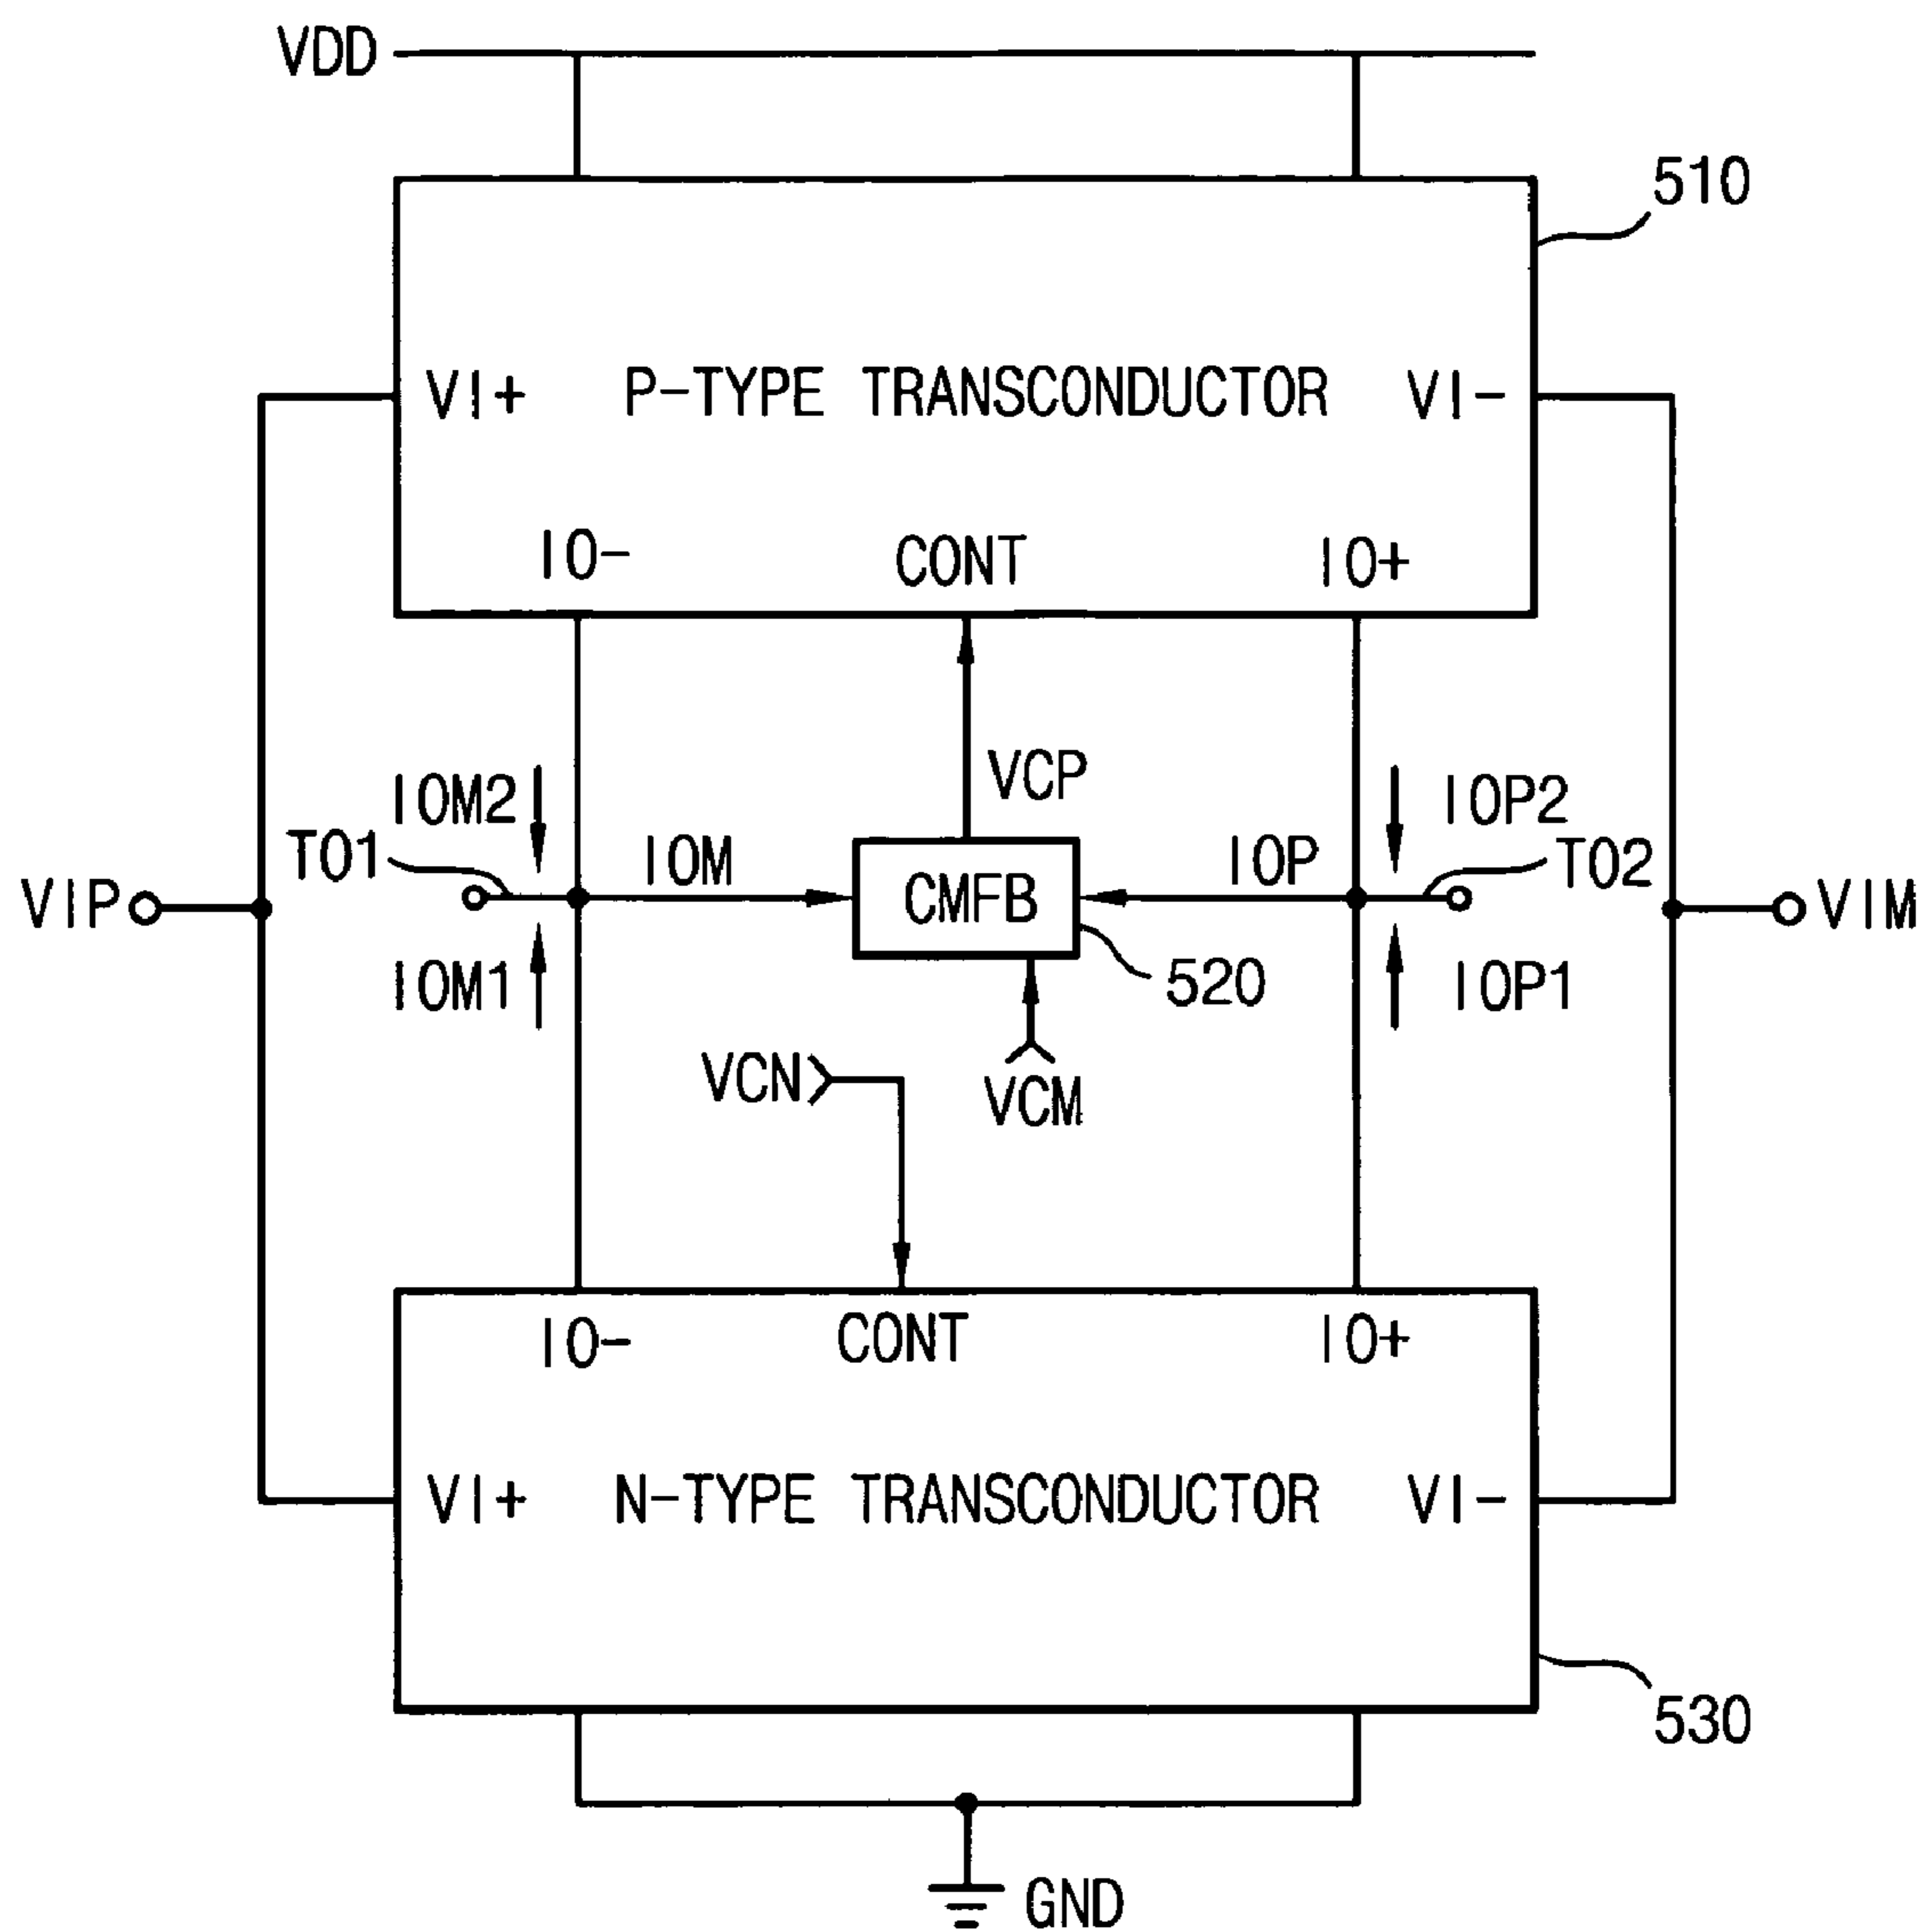 VDD
510
VI+ P-TYPE TRANSCONDUCTOR VI-
IO- CONT IO+
VCP
IOM2 IOP2
TO1 IOM IOP TO2
VIP CMFB VIM
IOM1 520 IOP1
VCN VCM
IO- CONT IO+
VI+ N-TYPE TRANSCONDUCTOR VI-
530
GND